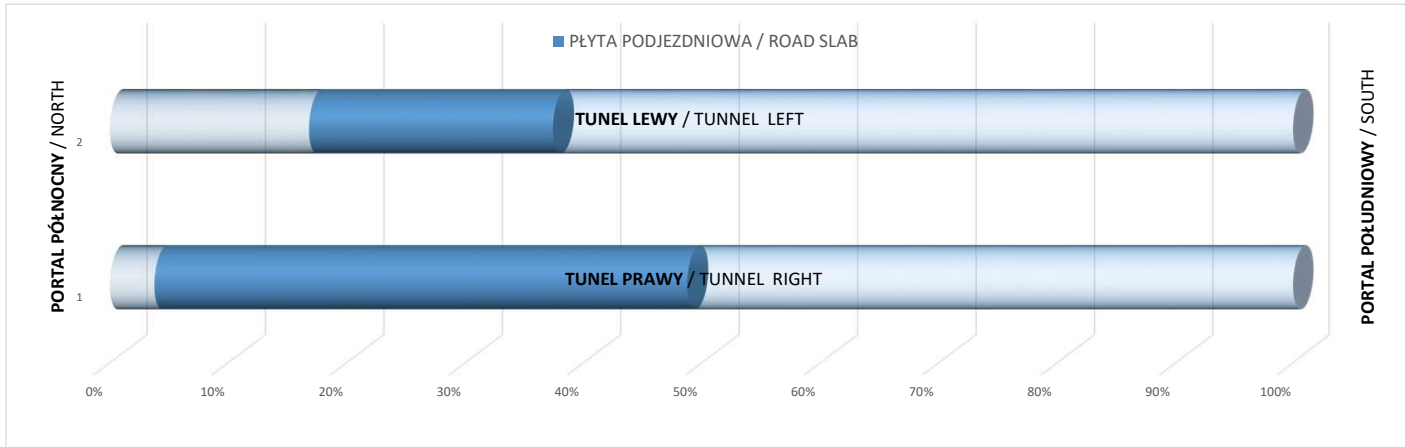 PŁYTA PODJEZDNIOWA / ROAD SLAB
PORTAL PÓŁNOCNY / NORTH
2
TUNEL LEWY / TUNNEL LEFT
PORTAL POŁUDNIOWY / SOUTH
1
TUNEL PRAWY / TUNNEL RIGHT
0% 10% 20% 30% 40% 50% 60% 70% 80% 90% 100%